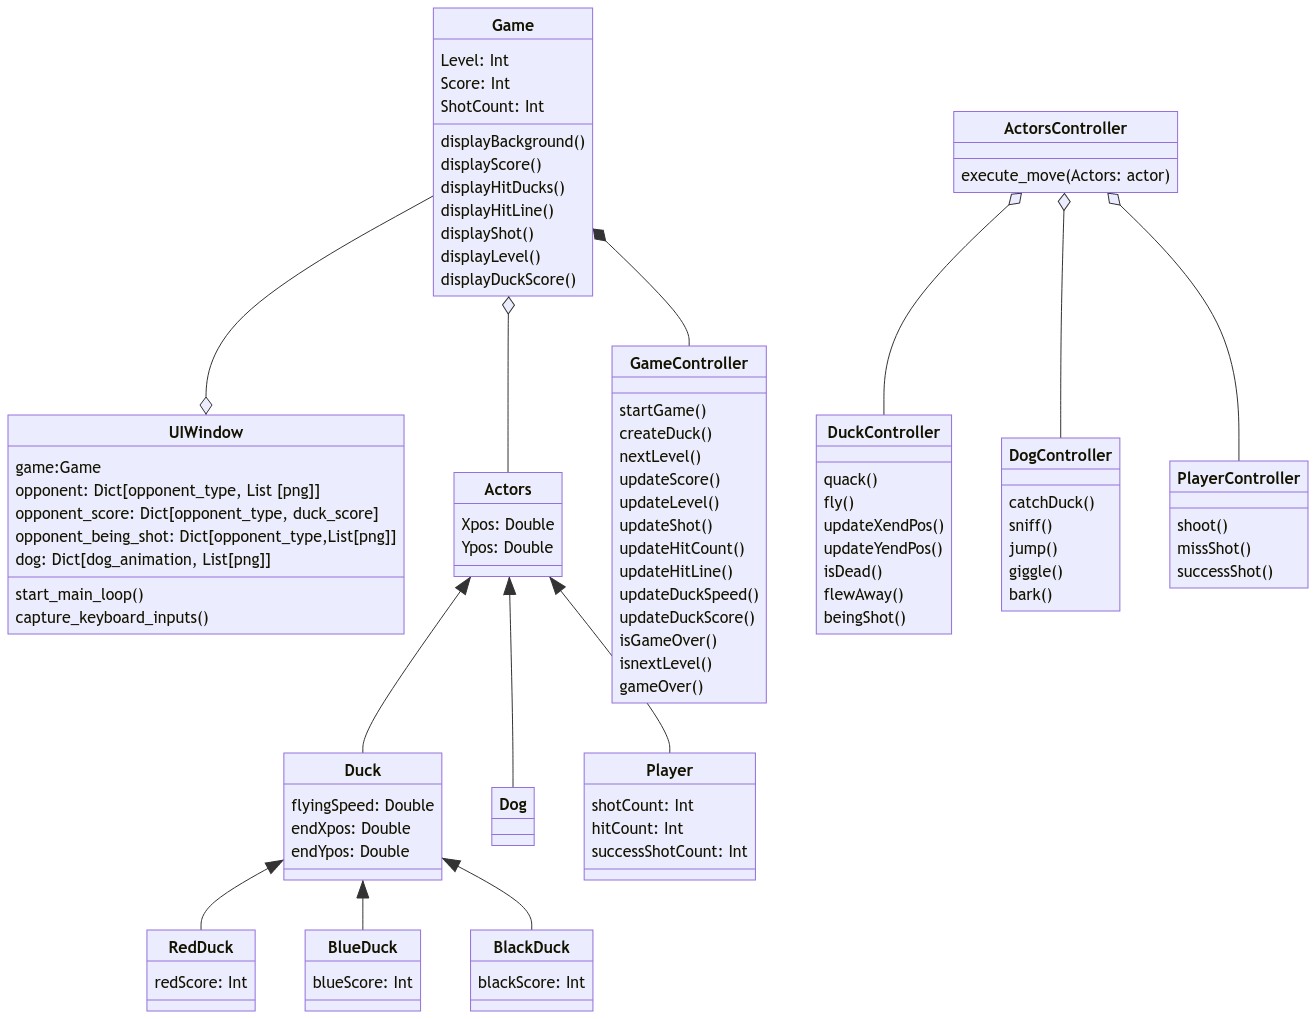 Game
Level: Int
Score: Int
ShotCount: Int
displayBackground()
displayScore()
displayHitDucks()
displayHitLine()
displayShot()
displayLevel()
displayDuckScore()
ActorsController
execute_move(Actors: actor)
UIWindow
game:Game
opponent: Dict[opponent_type, List [png]]
opponent_score: Dict[opponent_type, duck_score]
opponent_being_shot: Dict[opponent_type,List[png]]
dog: Dict[dog_animation, List[png]]
start_main_loop()
capture_keyboard_inputs()
Actors
Xpos: Double
Ypos: Double
GameController
startGame()
createDuck()
nextLevel()
updateScore()
updateLevel()
updateShot()
updateHitCount()
updateHitLine()
updateDuckSpeed()
updateDuckScore()
isGameOver()
isnextLevel()
gameOver()
DuckController
quack()
fly()
updateXendPos()
updateYendPos()
isDead()
flewAway()
beingShot()
DogController
catchDuck()
sniff()
jump()
giggle()
bark()
PlayerController
shoot()
missShot()
successShot()
Duck
flyingSpeed: Double
endXpos: Double
endYpos: Double
Dog
Player
shotCount: Int
hitCount: Int
successShotCount: Int
RedDuck
redScore: Int
BlueDuck
blueScore: Int
BlackDuck
blackScore: Int